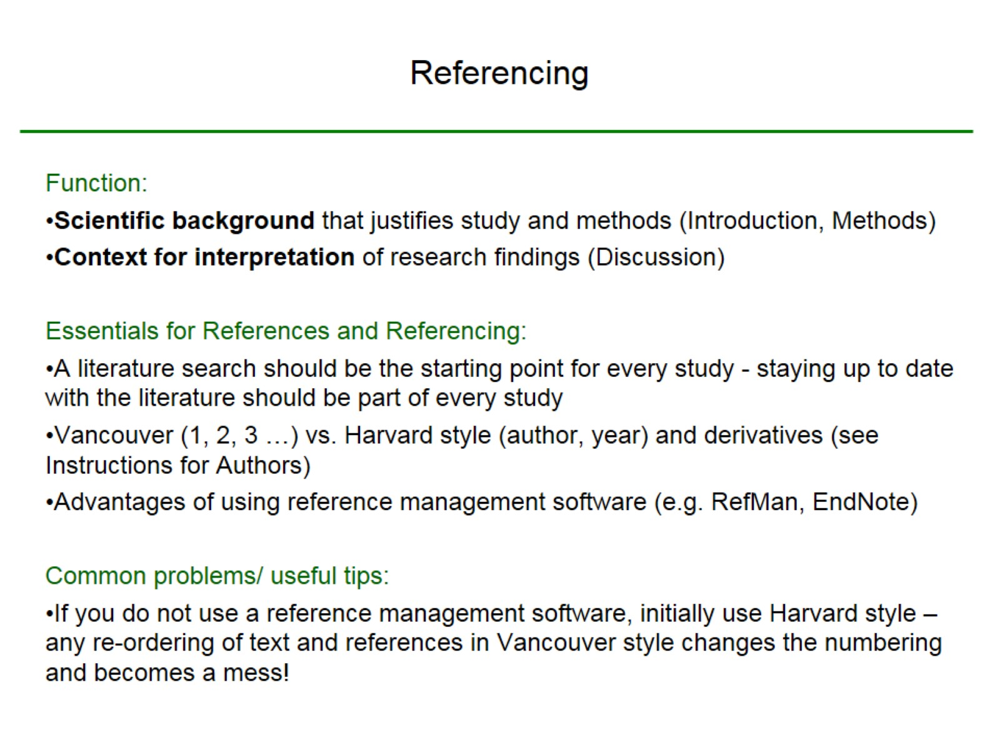 Referencing
Function:
•Scientific background that justifies study and methods (Introduction, Methods)
•Context for interpretation of research findings (Discussion)
Essentials for References and Referencing:
•A literature search should be the starting point for every study - staying up to date
with the literature should be part of every study
•Vancouver (1, 2, 3 …) vs. Harvard style (author, year) and derivatives (see
Instructions for Authors)
•Advantages of using reference management software (e.g. RefMan, EndNote)
Common problems/ useful tips:
•If you do not use a reference management software, initially use Harvard style –
any re-ordering of text and references in Vancouver style changes the numbering
and becomes a mess!